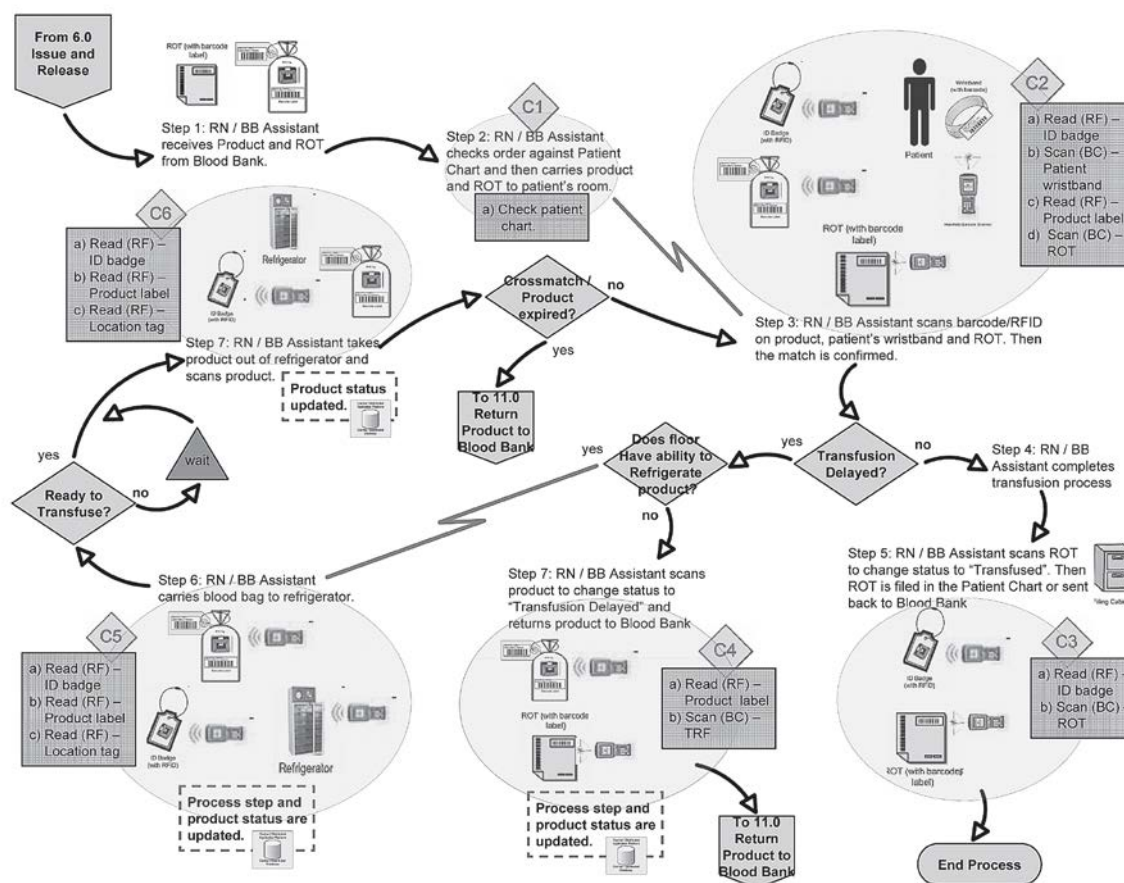 From 6.0
Issue and
Release
ROT (with barcode
label)
Step 1: RN / BB Assistant
receives Product and ROT
from Blood Bank.
C1
Step 2: RN / BB Assistant
checks order against Patient
Chart and then carries product
and ROT to patient's room.
a) Check patient
chart.
ID Badge
(with RFID)
Patient
Wristband
(with barcode)
ROT (with barcode
label)
C2
a) Read (RF) –
ID badge
b) Scan (BC) –
Patient
wristband
c) Read (RF) –
Product label
d) Scan (BC) –
ROT
Step 3: RN / BB Assistant scans barcode/RFID
on product, patient's wristband and ROT. Then
the match is confirmed.
C6
a) Read (RF) –
ID badge
b) Read (RF) –
Product label
c) Read (RF) –
Location tag
Refrigerator
ID Badge
(with RFID)
Step 7: RN / BB Assistant takes
product out of refrigerator and
scans product.
Product status
updated.
Crossmatch /
Product
expired?
no
yes
To 11.0
Return
Product to
Blood Bank
yes
Ready to
Transfuse?
no
wait
yes
Does floor
Have ability to
Refrigerate
product?
no
yes
Transfusion
Delayed?
no
Step 4: RN / BB
Assistant completes
transfusion process
Step 5: RN / BB Assistant scans ROT
to change status to "Transfused". Then
ROT is filed in the Patient Chart or sent
back to Blood Bank
C3
ID Badge
(with RFID)
ROT (with barcodes
label)
a) Read (RF) –
ID badge
b) Scan (BC) –
ROT
End Process
Step 6: RN / BB Assistant
carries blood bag to refrigerator.
C5
a) Read (RF) –
ID badge
b) Read (RF) –
Product label
c) Read (RF) –
Location tag
ID Badge
(with RFID)
Refrigerator
Process step and
product status are
updated.
Step 7: RN / BB Assistant scans
product to change status to
"Transfusion Delayed" and
returns product to Blood Bank
C4
ROT (with barcode
label)
a) Read (RF) –
Product label
b) Scan (BC) –
TRF
Process step and
product status are
updated.
To 11.0
Return
Product to
Blood Bank